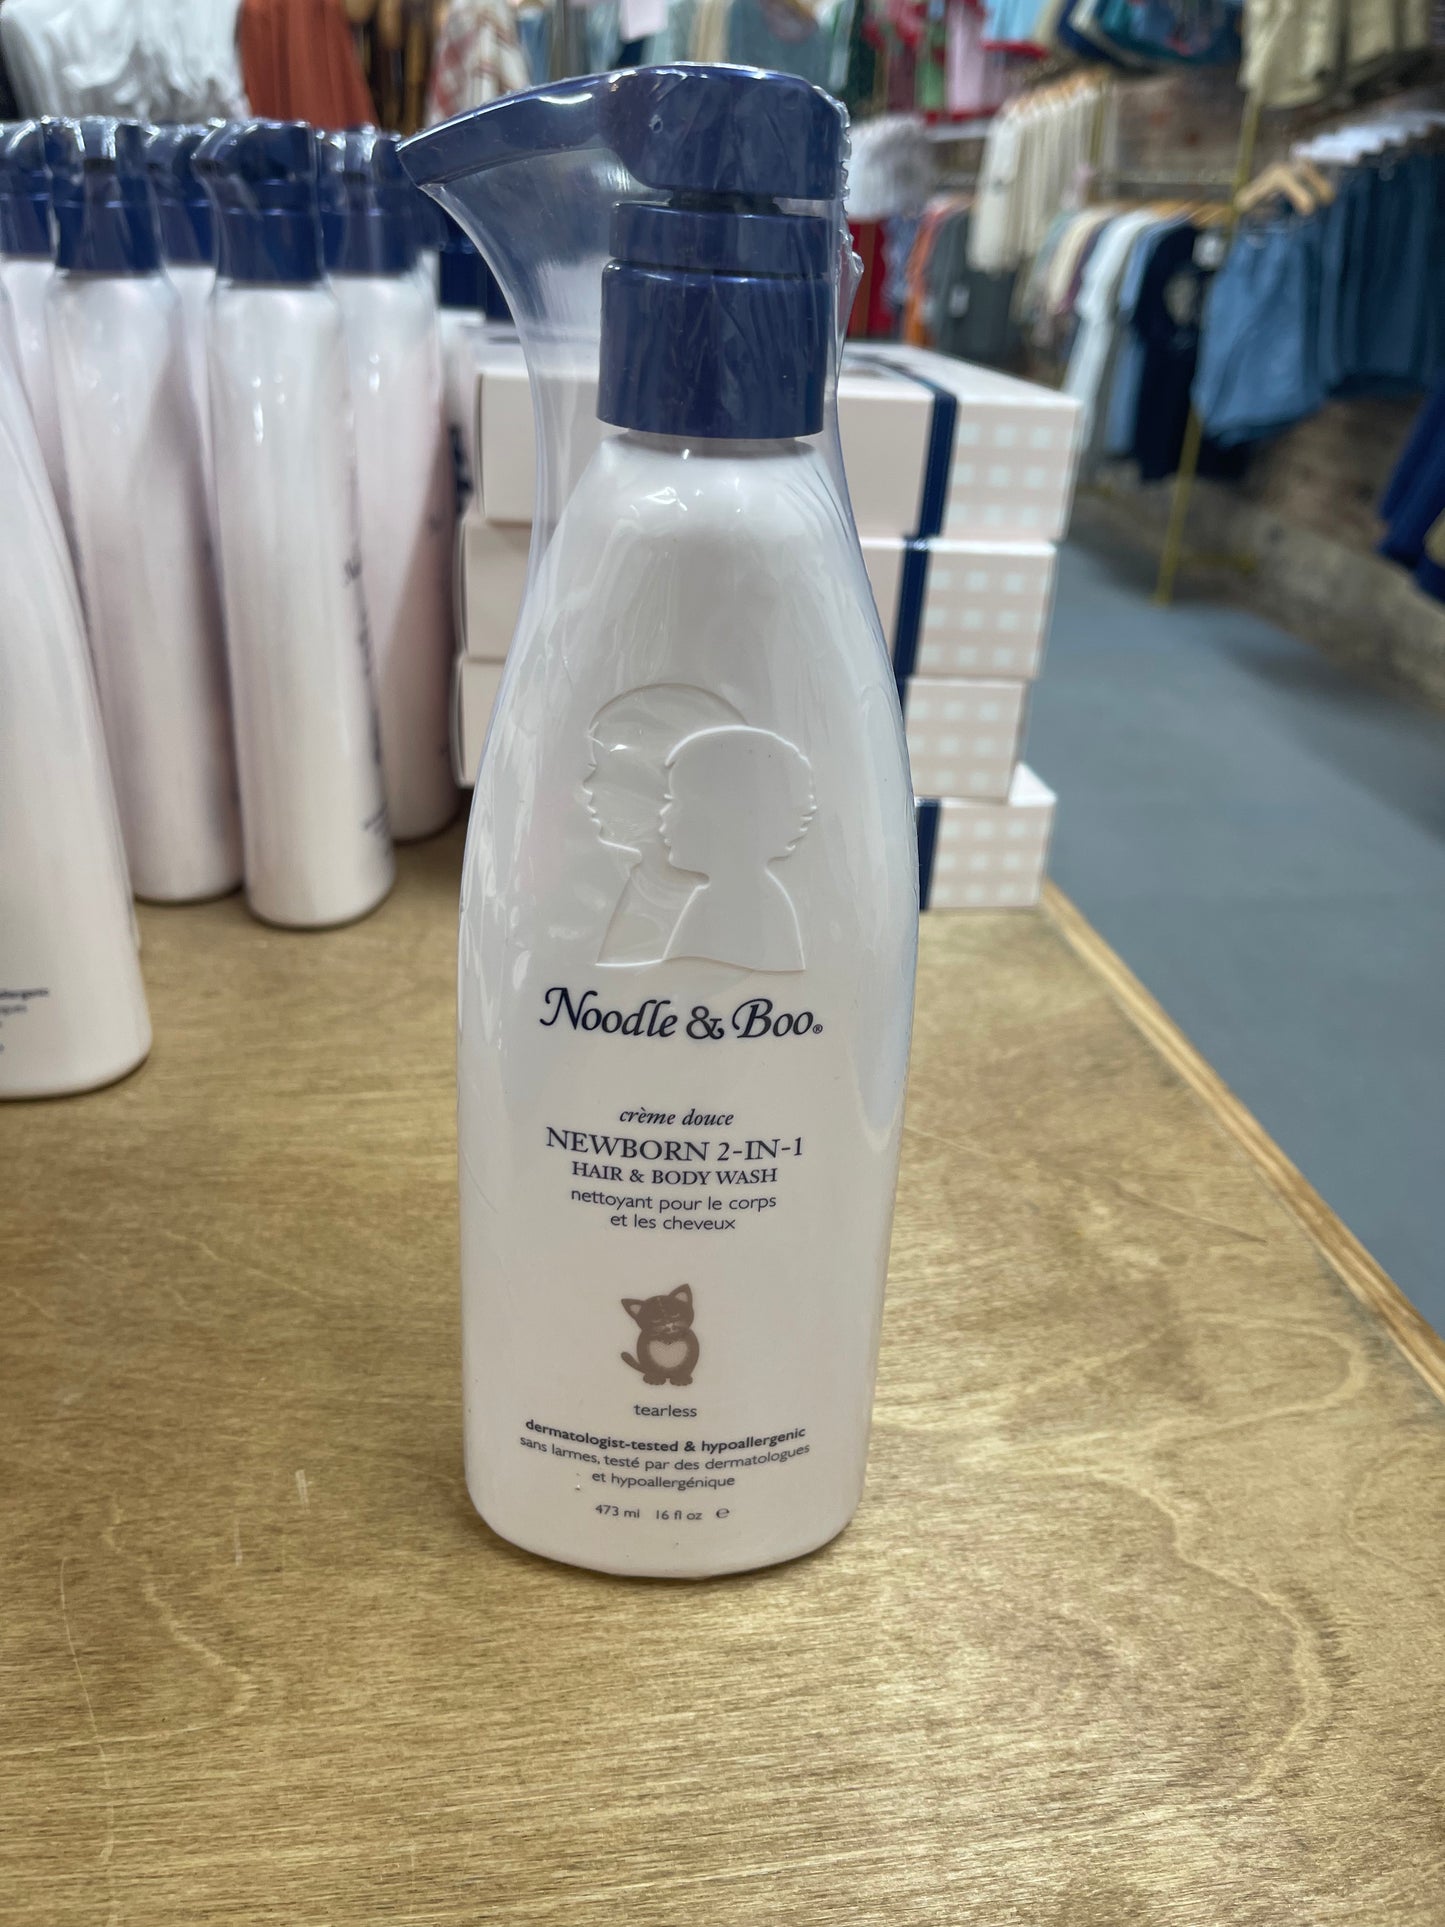 Noodle & Boo®
crème douce
NEWBORN 2-IN-1
HAIR & BODY WASH
nettoyant pour le corps
et les cheveux
tearless
dermatologist-tested & hypoallergenic
sans larmes, testé par des dermatologues
et hypoallergénique
473 ml 16 fl oz ℮